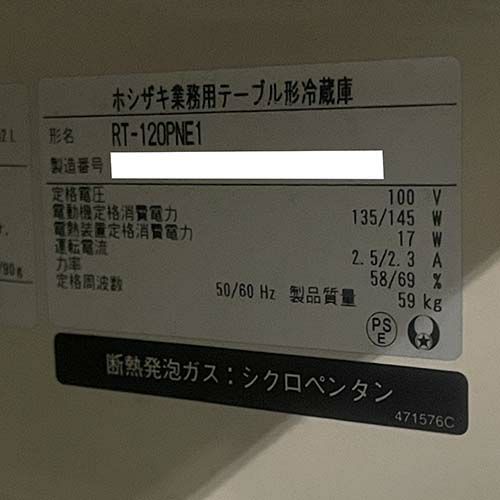 ホシザキ業務用テーブル形冷蔵庫
形名 RT-120PNE1
製造番号
定格電圧 100 V
電動機定格消費電力 135/145 W
電熱装置定格消費電力 17 W
運転電流 2.5/2.3 A
力率 58/69 %
定格周波数 50/60 Hz 製品質量 59 kg
PS
E
断熱発泡ガス：シクロペンタン
471576C
2L
/90g